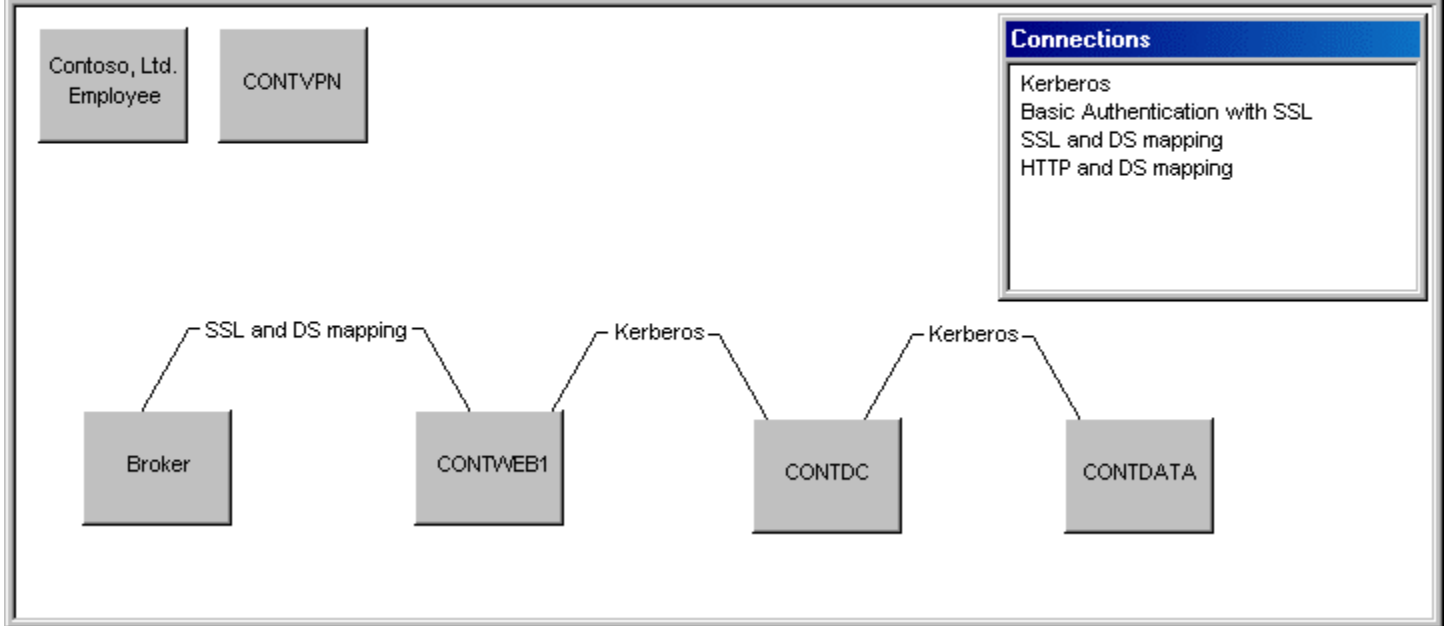 Contoso, Ltd.
Employee
CONTVPN
Connections
Kerberos
Basic Authentication with SSL
SSL and DS mapping
HTTP and DS mapping
SSL and DS mapping
Kerberos
Kerberos
Broker
CONTWEB1
CONTDC
CONTDATA